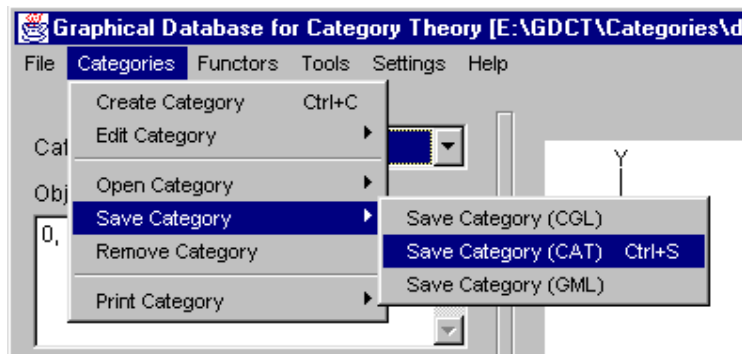 Graphical Database for Category Theory [E:\GDCT\Categories\d
File Categories Functors Tools Settings Help
Create Category Ctrl+C
Edit Category
Cat
Open Category
Obj
Save Category
0,
Remove Category
Print Category
Save Category (CGL)
Save Category (CAT) Ctrl+S
Save Category (GML)
Y